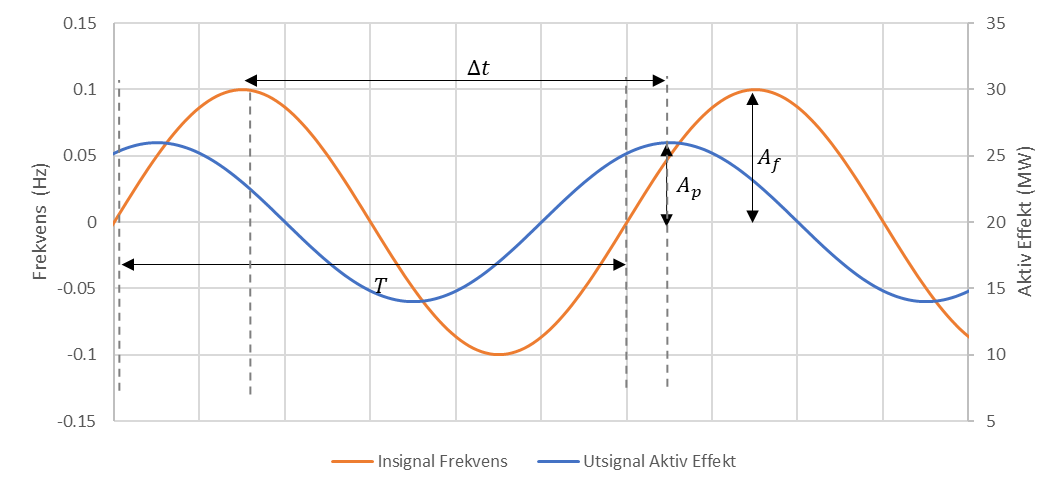 0.15
0.1
0.05
0
-0.05
-0.1
-0.15
Frekvens (Hz)
Δt
A_f
A_p
T
35
30
25
20
15
10
5
Aktiv Effekt (MW)
Insignal Frekvens
Utsignal Aktiv Effekt